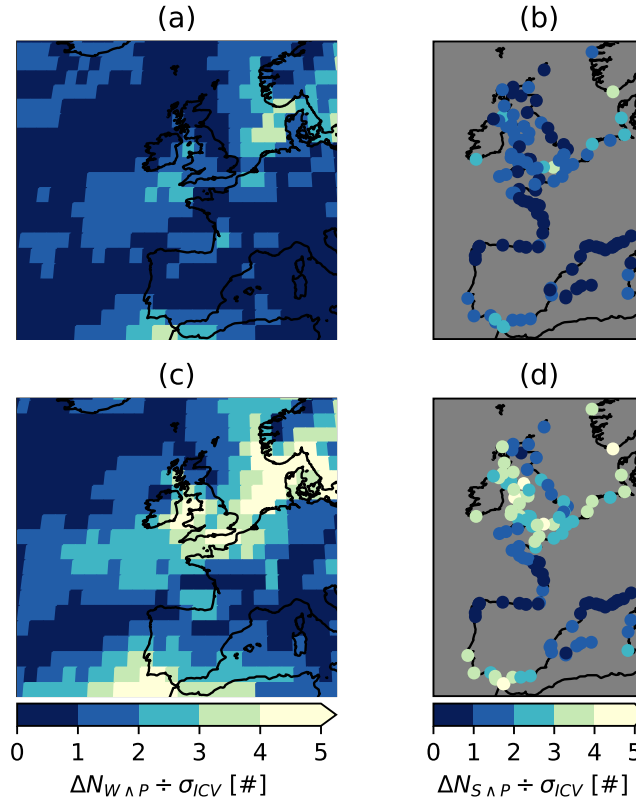 (a)
(b)
(c)
(d)
0 1 2 3 4 5
0 1 2 3 4 5
ΔN_{W∧P} ÷ σ_{ICV} [#]
ΔN_{S∧P} ÷ σ_{ICV} [#]